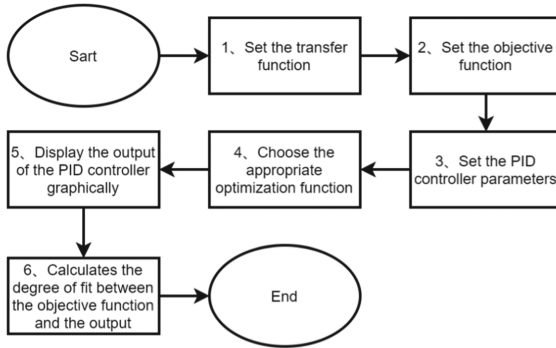 Sart
1、Set the transfer
function
2、Set the objective
function
3、Set the PID
controller parameters
4、Choose the
appropriate
optimization function
5、Display the output
of the PID controller
graphically
6、Calculates the
degree of fit between
the objective function
and the output
End